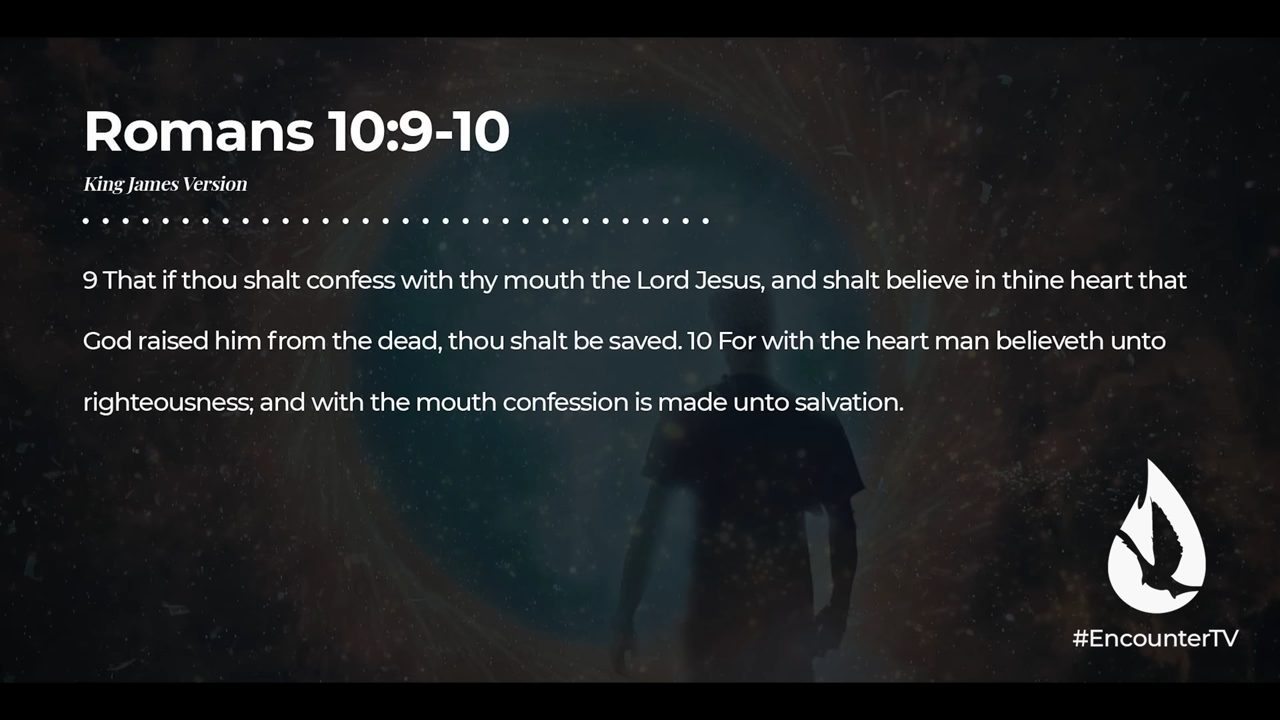 Romans 10:9-10
King James Version
9 That if thou shalt confess with thy mouth the Lord Jesus, and shalt believe in thine heart that
God raised him from the dead, thou shalt be saved. 10 For with the heart man believeth unto
righteousness; and with the mouth confession is made unto salvation.
#EncounterTV